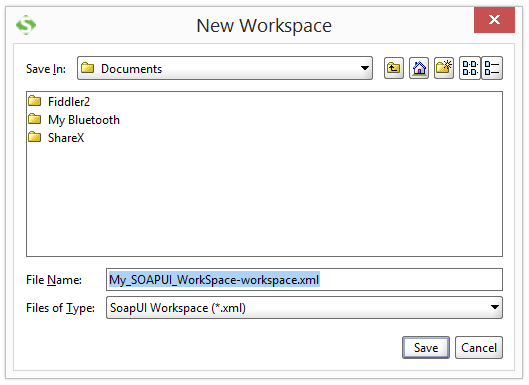 New Workspace
Save In: Documents
Fiddler2
My Bluetooth
ShareX
File Name: My_SOAPUI_WorkSpace-workspace.xml
Files of Type: SoapUI Workspace (*.xml)
Save Cancel